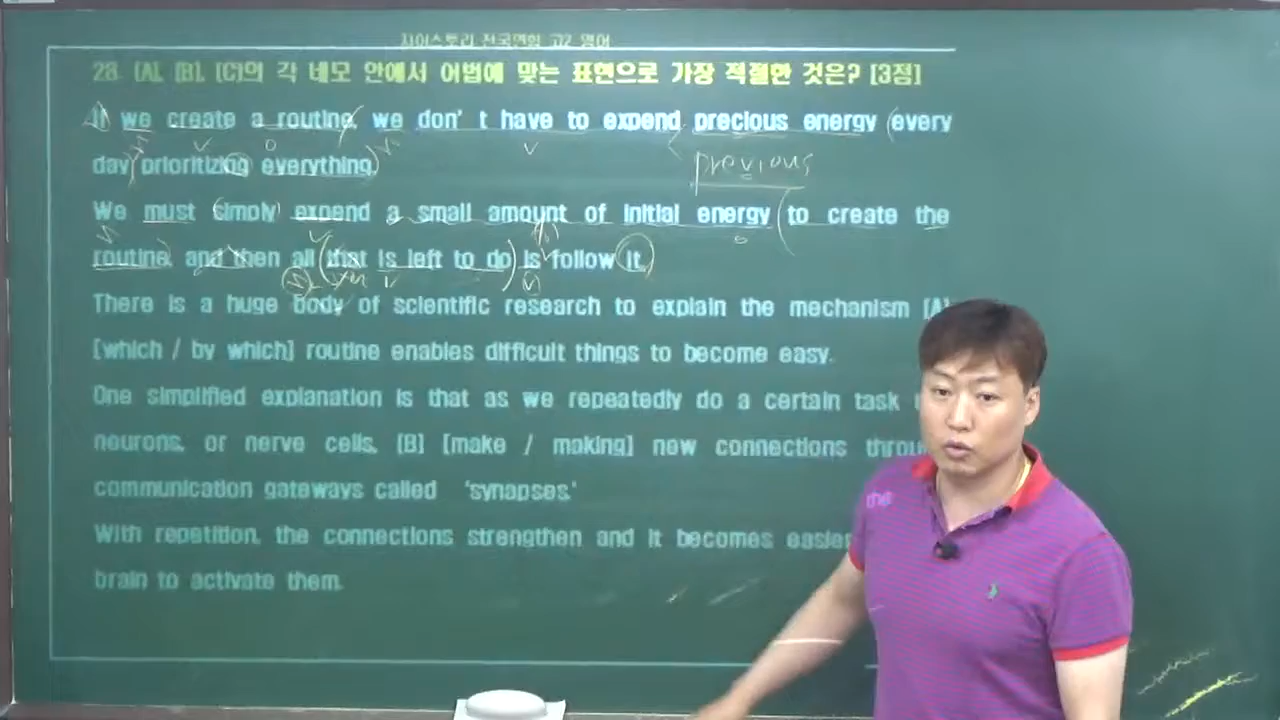 자이스토리 전국연합 고2 영어
28. [A], [B], [C]의 각 네모 안에서 어법에 맞는 표현으로 가장 적절한 것은? [3점]
If we create a routine, we don't have to expend precious energy every
day prioritizing everything.
previous
We must simply expend a small amount of initial energy to create the
routine, and then all that is left to do is follow it.
There is a huge body of scientific research to explain the mechanism [A]
[which / by which] routine enables difficult things to become easy.
One simplified explanation is that as we repeatedly do a certain task
neurons, or nerve cells, [B] [make / making] new connections
communication gateways called 'synapses.'
With repetition, the connections strengthen and it becomes easier the
brain to activate them.